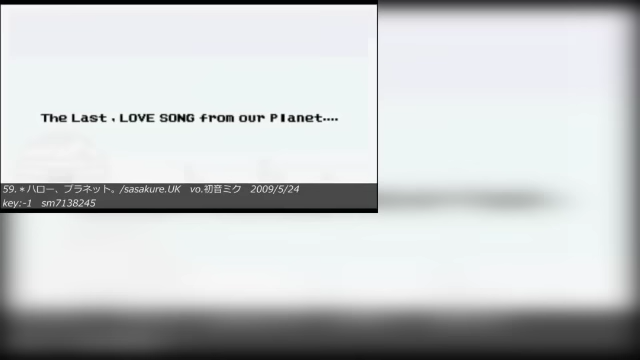 The Last , LOVE SONG from our Planet....
59.＊ハロー、プラネット。/sasakure.UK　vo.初音ミク　2009/5/24
key:-1　sm7138245